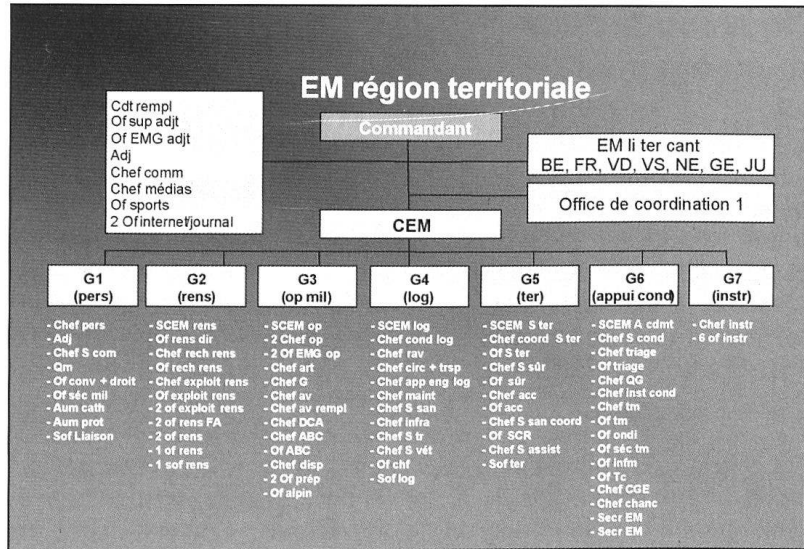 EM région territoriale
Cdt rempl
Of sup adjt
Of EMG adjt
Adj
Chef comm
Chef médias
Of sports
2 Of internet/journal
Commandant
EM li ter cant
BE, FR, VD, VS, NE, GE, JU
Office de coordination 1
CEM
G1
(pers)
- Chef pers
- Adj
- Chef S com
- Qm
- Of conv + droit
- Of séc mil
- Aum cath
- Aum prot
- Sof Liaison
G2
(rens)
- SCEM rens
- Of rens dir
- Chef rech rens
- Of rech rens
- Chef exploit rens
- Of exploit rens
- 2 of exploit rens
- 2 of rens FA
- 2 of rens
- 1 of rens
- 1 sof rens
G3
(op mil)
- SCEM op
- 2 Chef op
- 2 Of EMG op
- Chef art
- Chef G
- Chef av
- Chef av rempl
- Chef DCA
- Chef ABC
- Of ABC
- Chef disp
- 2 Of prép
- Of alpin
G4
(log)
- SCEM log
- Chef cond log
- Chef rav
- Chef circ + trsp
- Chef app eng log
- Chef maint
- Chef S san
- Chef infra
- Chef S tr
- Chef S vét
- Of chf
- Sof log
G5
(ter)
- SCEM S ter
- Chef coord S ter
- Of S ter
- Chef S sûr
- Of sûr
- Chef acc
- Of acc
- Chef S san coord
- Of SCR
- Chef S assist
- Sof ter
G6
(appui cond)
- SCEM A cdmt
- Chef S cond
- Chef triage
- Of triage
- Chef QG
- Chef inst cond
- Chef tm
- Of tm
- Of ondi
- Of séc tm
- Of infm
- Of Tc
- Chef CGE
- Chef chanc
- Secr EM
- Secr EM
G7
(instr)
- Chef instr
- 6 of instr